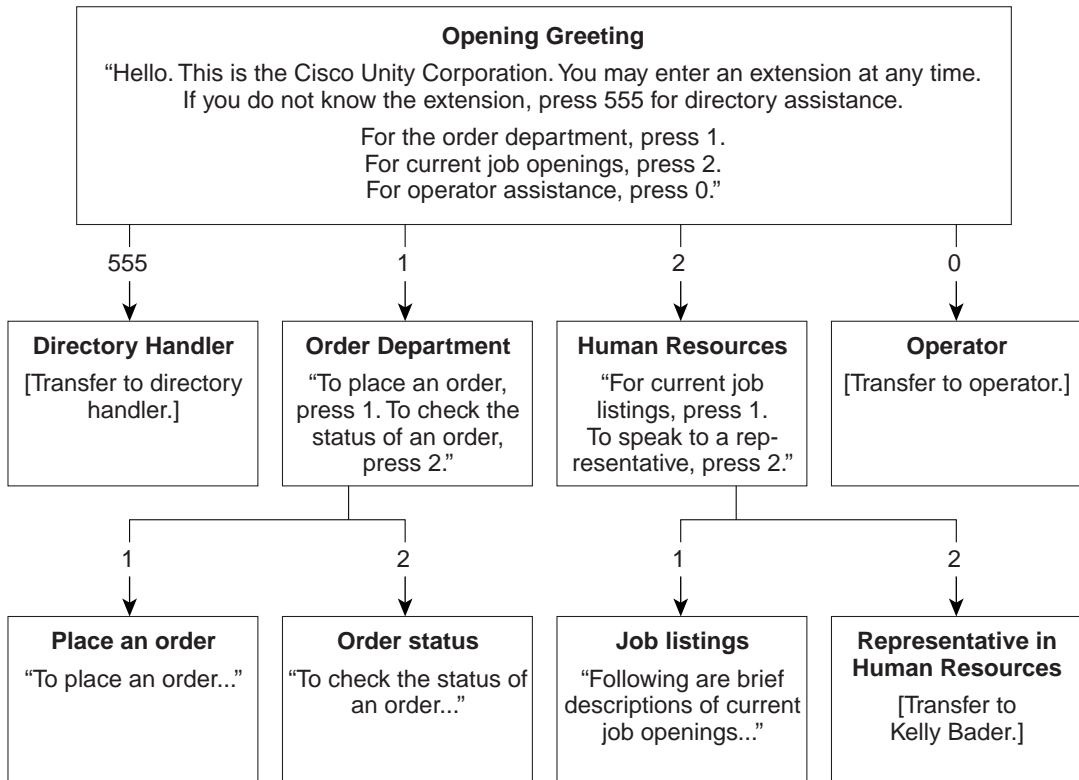 Opening Greeting
“Hello. This is the Cisco Unity Corporation. You may enter an extension at any time.
If you do not know the extension, press 555 for directory assistance.
For the order department, press 1.
For current job openings, press 2.
For operator assistance, press 0.”
555
1
2
0
Directory Handler
[Transfer to directory
handler.]
Order Department
“To place an order,
press 1. To check the
status of an order,
press 2.”
Human Resources
“For current job
listings, press 1.
To speak to a rep-
resentative, press 2.”
Operator
[Transfer to operator.]
1
2
1
2
Place an order
“To place an order...”
Order status
“To check the status of
an order...”
Job listings
“Following are brief
descriptions of current
job openings...”
Representative in
Human Resources
[Transfer to
Kelly Bader.]